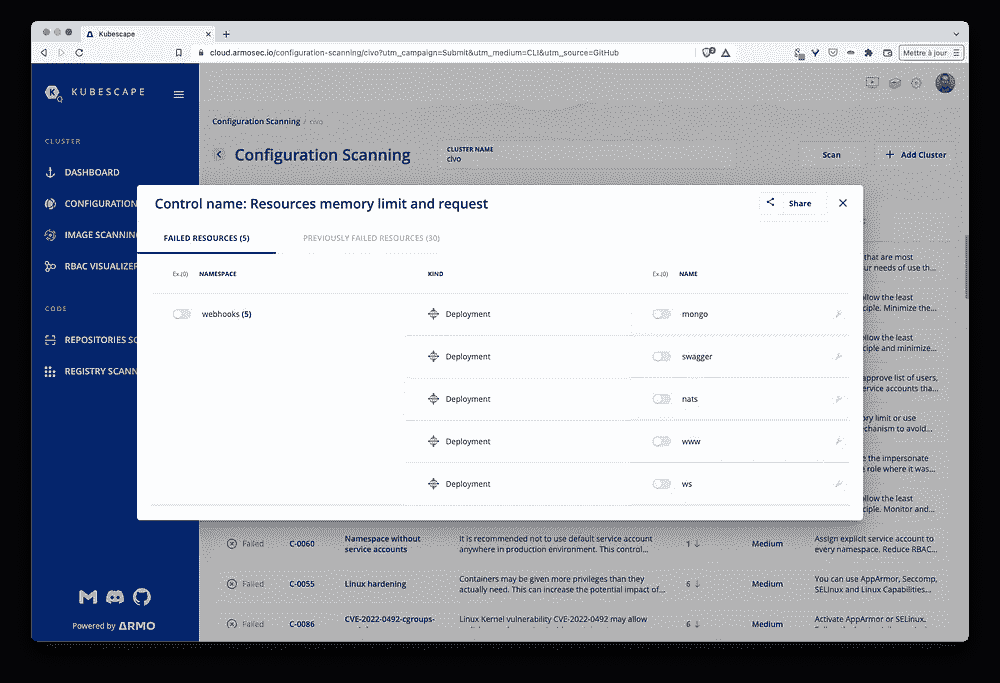 Kubescape
cloud.armosec.io/configuration-scanning/civo?utm_campaign=Submit&utm_medium=CLI&utm_source=GitHub
Mettre à jour
KUBESCAPE
CLUSTER
DASHBOARD
CONFIGURATION
IMAGE SCANNIN
RBAC VISUALIZER
CODE
REPOSITORIES SC
REGISTRY SCANN
Powered by ARMO
Configuration Scanning / civo
Configuration Scanning
CLUSTER NAME
civo
Scan
+ Add Cluster
Control name: Resources memory limit and request
Share
FAILED RESOURCES (5)
PREVIOUSLY FAILED RESOURCES (30)
Ex.(0) NAMESPACE
KIND
Ex.(0) NAME
webhooks (5)
Deployment
mongo
Deployment
swagger
Deployment
nats
Deployment
www
Deployment
ws
that are most
ur needs of use th...
llow the least
ciple. Minimize the...
llow the least
ciple and minimize...
approve list of users,
ervice accounts tha...
ory limit or use
echanism to avoid...
e the impersonate
e role where it was...
llow the least
ciple. Monitor and...
Failed
C-0060
Namespace without
service accounts
It is recommended not to use default service account
anywhere in production environment. This control...
1
Medium
Assign explicit service account to
every namespace. Reduce RBAC...
Failed
C-0055
Linux hardening
Containers may be given more privileges than they
actually need. This can increase the potential impact of...
6
Medium
You can use AppArmor, Seccomp,
SELinux and Linux Capabilities...
Failed
C-0086
CVE-2022-0492-cgroups-
Linux Kernel vulnerability CVE-2022-0492 may allow
6
Medium
Activate AppArmor or SELinux.